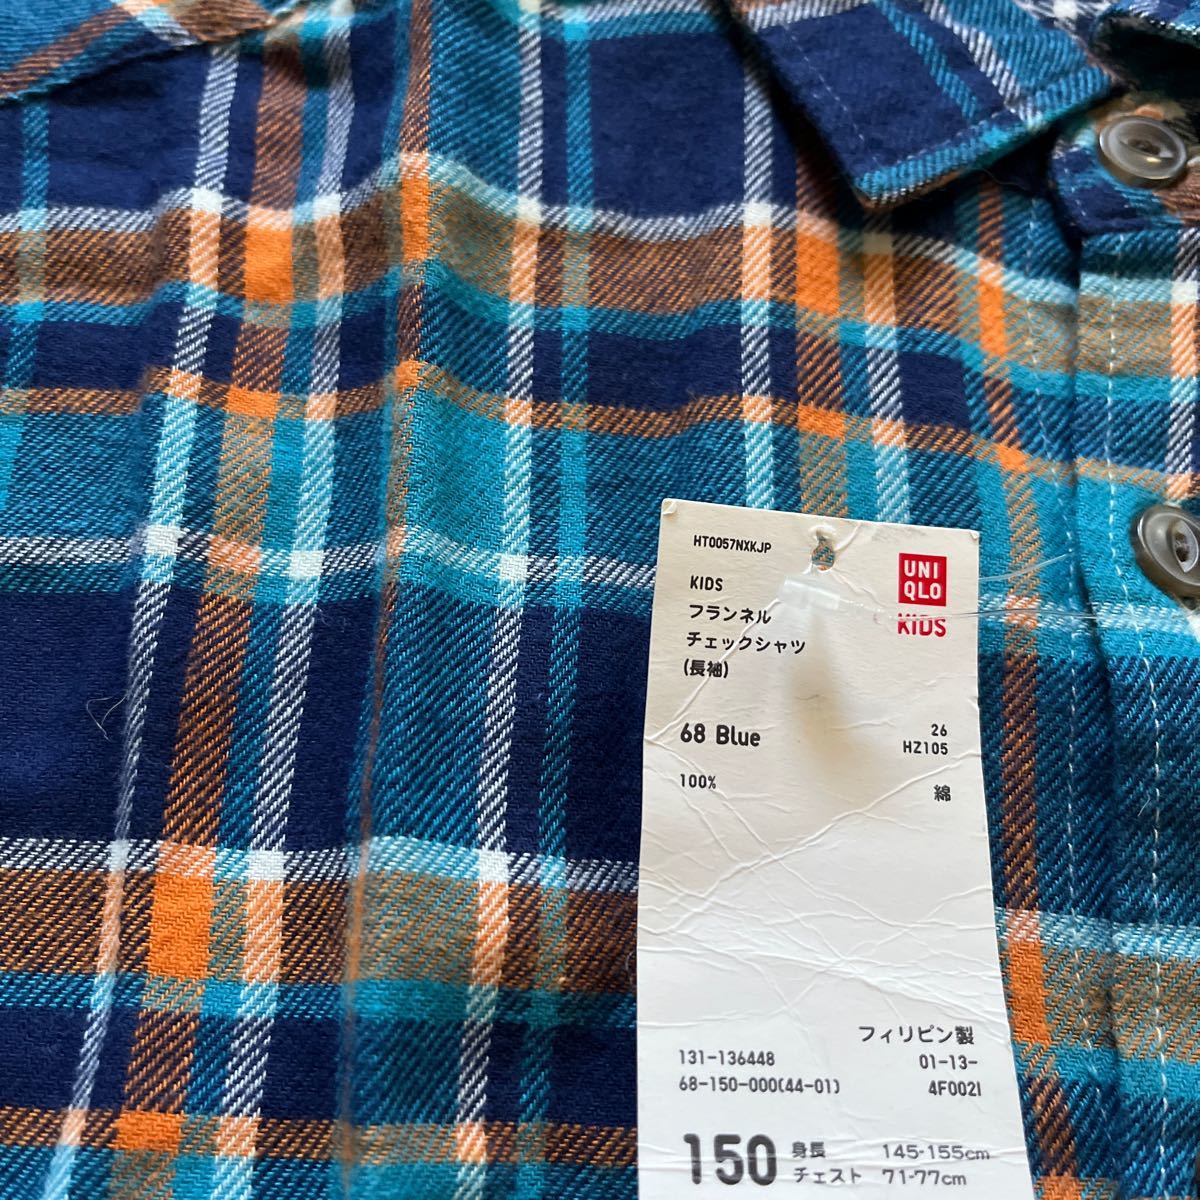 HT0057NXKJP
UNI
QLO
KIDS
KIDS
フランネル
チェックシャツ
(長袖)
68 Blue
26
HZ105
100%
綿
フィリピン製
131-136448
01-13-
68-150-000(44-01)
4F002I
150
身長 145-155cm
チェスト 71-77cm